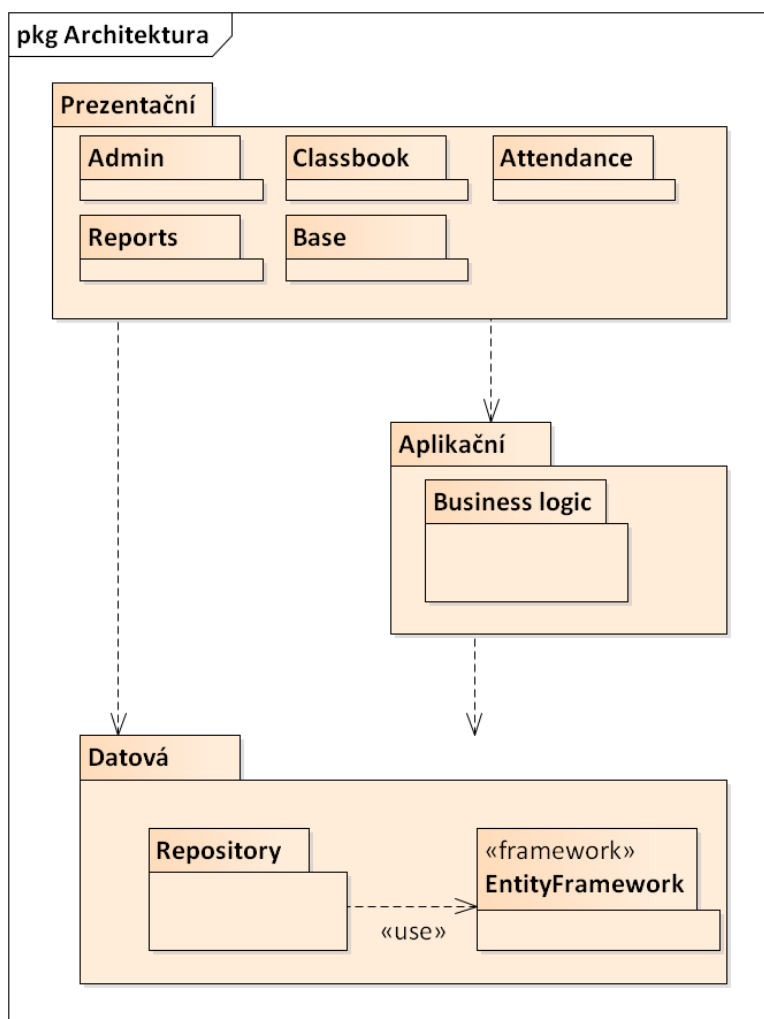 pkg Architektura
Prezentační
Admin
Classbook
Attendance
Reports
Base
Aplikační
Business logic
Datová
Repository
«framework»
EntityFramework
«use»